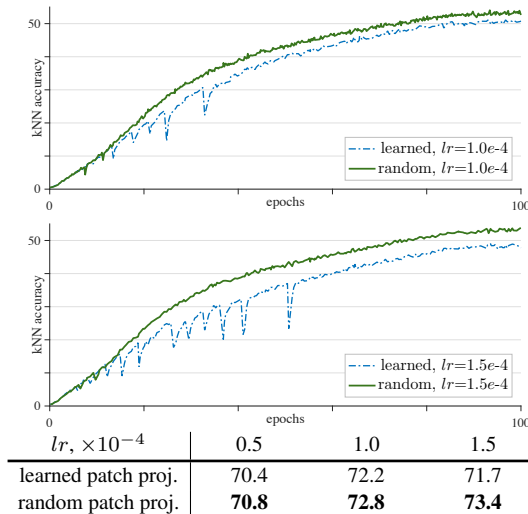 50
kNN accuracy
learned, lr=1.0e-4
random, lr=1.0e-4
0
0 epochs 100
50
kNN accuracy
learned, lr=1.5e-4
random, lr=1.5e-4
0
0 epochs 100
lr, ×10⁻⁴ 0.5 1.0 1.5
learned patch proj. 70.4 72.2 71.7
random patch proj. 70.8 72.8 73.4